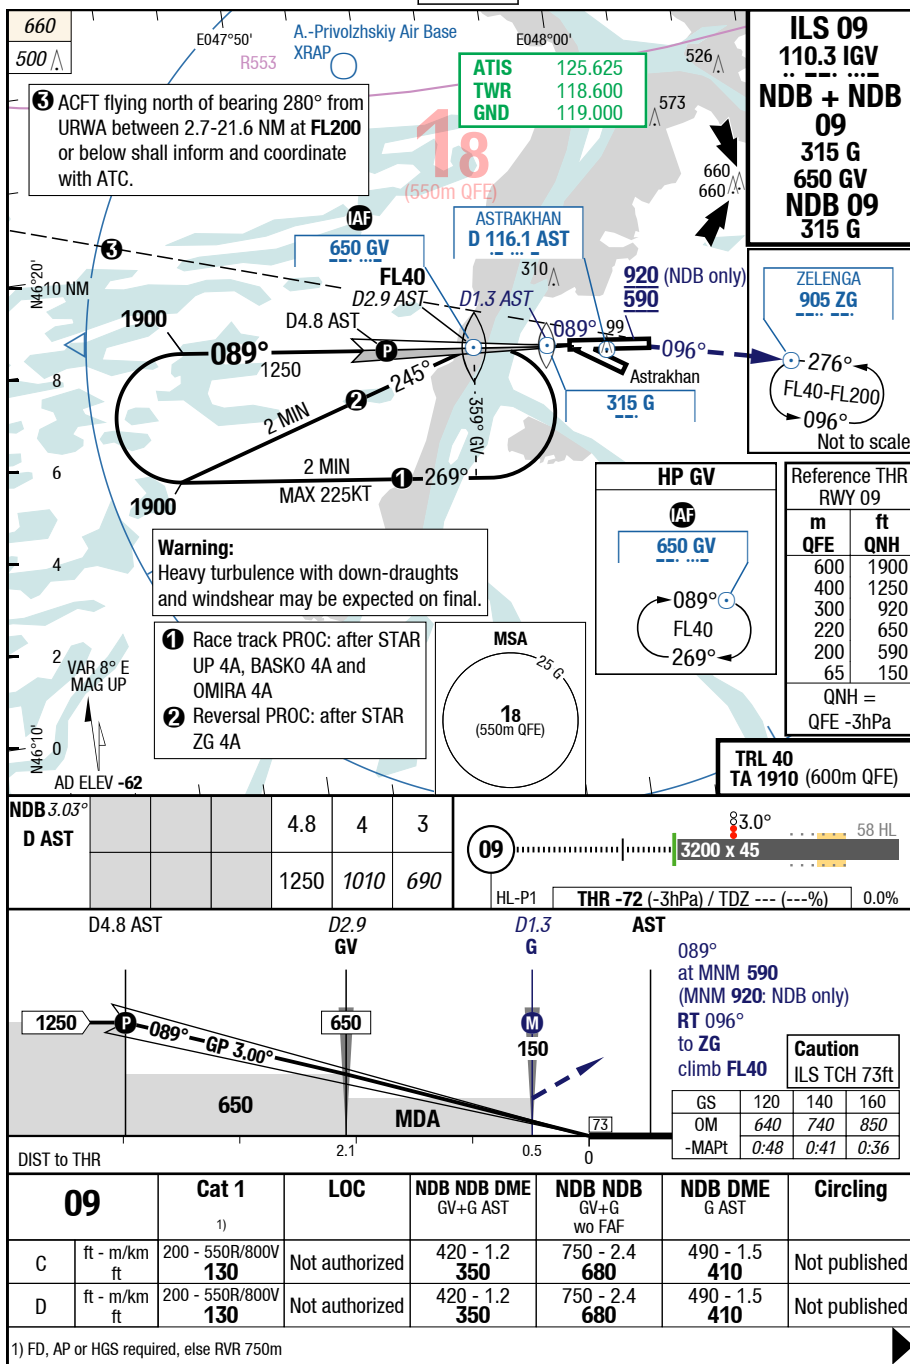 660
500
E047°50'
A.-Privolzhskiy Air Base
XRAP
R553
E048°00'
526
573
660
660
ATIS 125.625
TWR 118.600
GND 119.000
ILS 09
110.3 IGV
NDB + NDB
09
315 G
650 GV
NDB 09
315 G
3 ACFT flying north of bearing 280° from
URWA between 2.7-21.6 NM at FL200
or below shall inform and coordinate
with ATC.
18
(550m QFE)
IAF
650 GV
ASTRAKHAN
D 116.1 AST
3
FL40
310
920 (NDB only)
590
ZELENGA
905 ZG
276°
FL40-FL200
096°
Not to scale
N46°20'
10 NM
D2.9 AST
D1.3 AST
D4.8 AST
1900
089°
1250
P
245°
089°
99
096°
Astrakhan
315 G
8
2 MIN
2
359° GV
6
2 MIN
1
269°
MAX 225KT
1900
HP GV
IAF
650 GV
089°
FL40
269°
Reference THR
RWY 09
m ft
QFE QNH
600 1900
400 1250
300 920
220 650
200 590
65 150
QNH =
QFE -3hPa
Warning:
Heavy turbulence with down-draughts
and windshear may be expected on final.
4
1 Race track PROC: after STAR
UP 4A, BASKO 4A and
OMIRA 4A
2 Reversal PROC: after STAR
ZG 4A
MSA
25 G
18
(550m QFE)
2
VAR 8° E
MAG UP
N46°10'
0
AD ELEV -62
TRL 40
TA 1910 (600m QFE)
NDB 3.03°
D AST
4.8 4 3
1250 1010 690
09
3.0°
58 HL
3200 x 45
HL-P1
THR -72 (-3hPa) / TDZ --- (---%)
0.0%
D4.8 AST
D2.9
GV
D1.3
G
AST
089°
at MNM 590
(MNM 920: NDB only)
RT 096°
to ZG
climb FL40
1250
P
089°
GP 3.00°
650
M
150
650
MDA
73
Caution
ILS TCH 73ft
GS 120 140 160
OM 640 740 850
-MAPt 0:48 0:41 0:36
DIST to THR
2.1
0.5
0
09
Cat 1
1)
LOC
NDB NDB DME
GV+G AST
NDB NDB
GV+G
wo FAF
NDB DME
G AST
Circling
C ft - m/km 200 - 550R/800V Not authorized 420 - 1.2 750 - 2.4 490 - 1.5 Not published
ft 130 350 680 410
D ft - m/km 200 - 550R/800V Not authorized 420 - 1.2 750 - 2.4 490 - 1.5 Not published
ft 130 350 680 410
1) FD, AP or HGS required, else RVR 750m